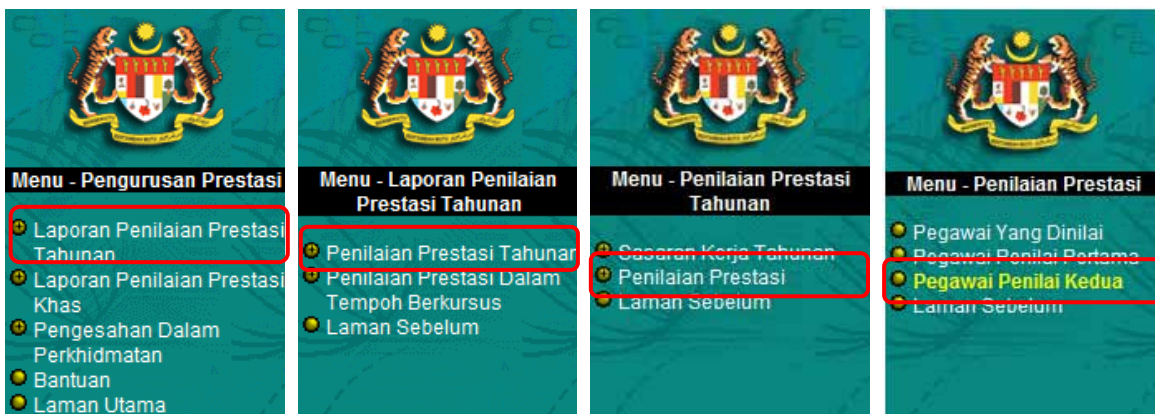 Menu - Pengurusan Prestasi
Laporan Penilaian Prestasi
Tahunan
Laporan Penilaian Prestasi
Khas
Pengesahan Dalam
Perkhidmatan
Bantuan
Laman Utama
Menu - Laporan Penilaian
Prestasi Tahunan
Penilaian Prestasi Tahunan
Penilaian Prestasi Dalam
Tempoh Berkursus
Laman Sebelum
Menu - Penilaian Prestasi
Tahunan
Sasaran Kerja Tahunan
Penilaian Prestasi
Laman Sebelum
Menu - Penilaian Prestasi
Pegawai Yang Dinilai
Pegawai Penilai Pertama
Pegawai Penilai Kedua
Laman Sebelum